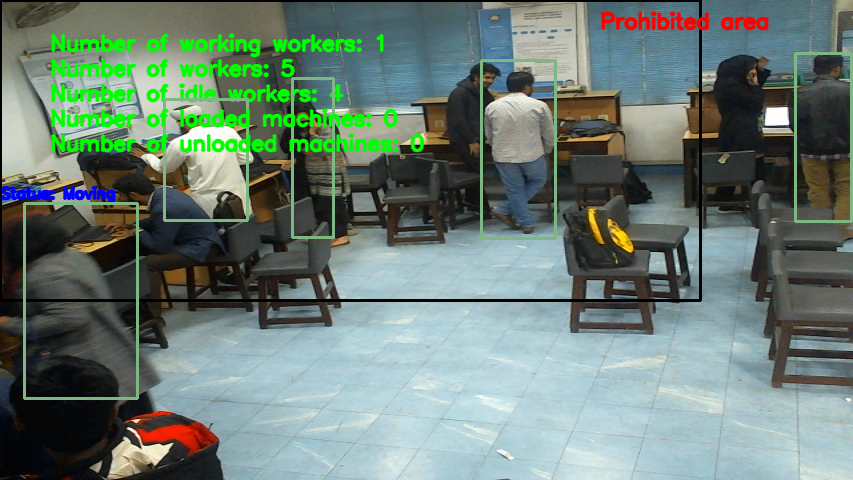 Prohibited area
Number of working workers: 1
Number of workers: 5
Number of idle workers: 4
Number of loaded machines: 0
Number of unloaded machines: 0
Status: Moving